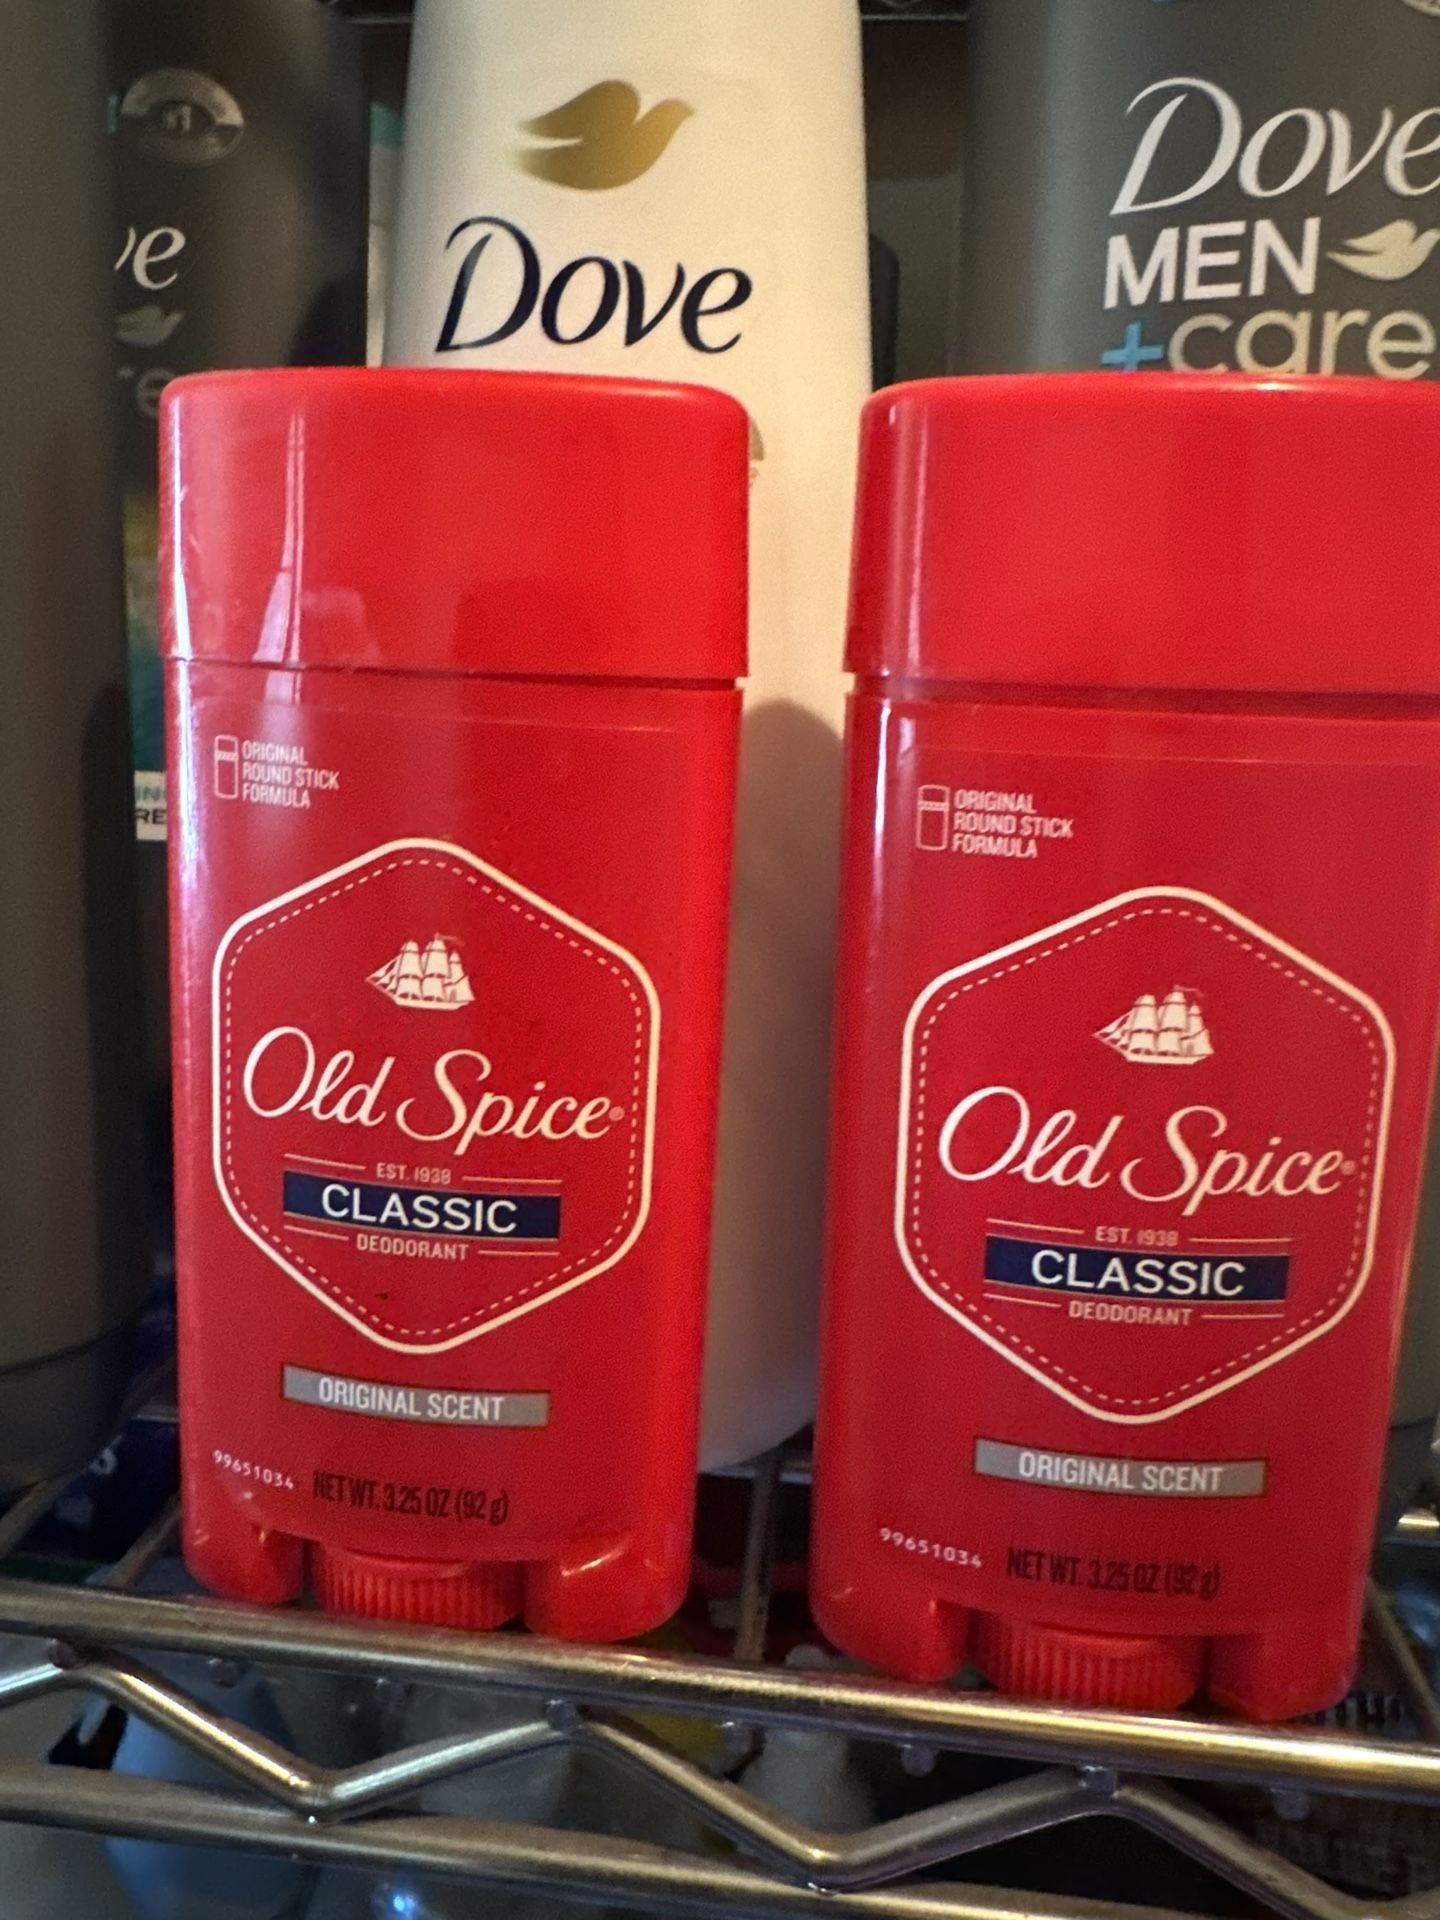 Dove
Dove
MEN
+care
ve
ORIGINAL
ROUND STICK
FORMULA
Old Spice®
EST. 1938
CLASSIC
DEODORANT
ORIGINAL SCENT
99651034
NET WT. 3.25 OZ (92 g)
ORIGINAL
ROUND STICK
FORMULA
Old Spice®
EST. 1938
CLASSIC
DEODORANT
ORIGINAL SCENT
99651034
NET WT. 3.25 OZ (92 g)